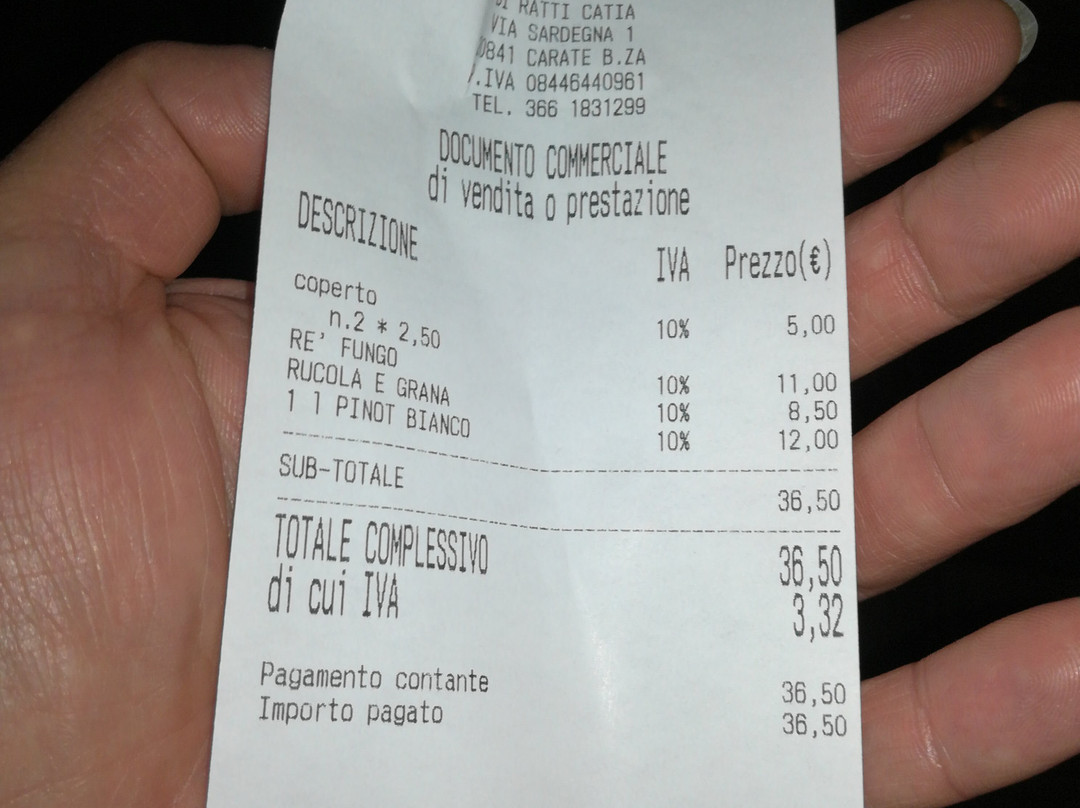 DI RATTI CATIA
VIA SARDEGNA 1
0841 CARATE B.ZA
.IVA 08446440961
TEL. 366 1831299
DOCUMENTO COMMERCIALE
di vendita o prestazione
DESCRIZIONE IVA Prezzo(€)
coperto
n.2 * 2,50 10% 5,00
RE' FUNGO 10% 11,00
RUCOLA E GRANA 10% 8,50
1 l PINOT BIANCO 10% 12,00
SUB-TOTALE 36,50
TOTALE COMPLESSIVO 36,50
di cui IVA 3,32
Pagamento contante 36,50
Importo pagato 36,50